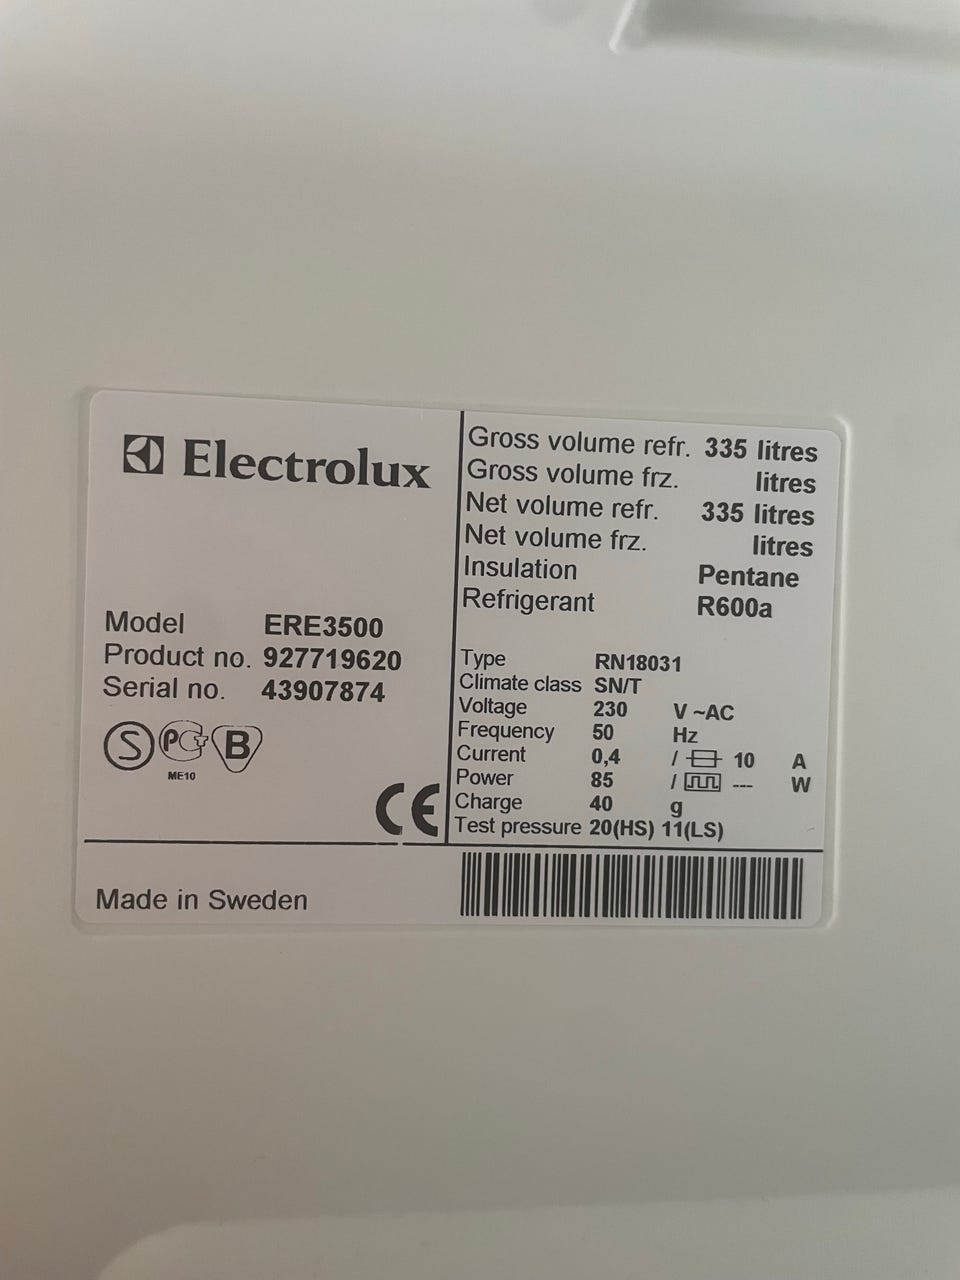 Electrolux
Model ERE3500
Product no. 927719620
Serial no. 43907874
S PCT B
ME10
CE
Made in Sweden
Gross volume refr. 335 litres
Gross volume frz. litres
Net volume refr. 335 litres
Net volume frz. litres
Insulation Pentane
Refrigerant R600a
Type RN18031
Climate class SN/T
Voltage 230 V ~AC
Frequency 50 Hz
Current 0,4 / 10 A
Power 85 / --- W
Charge 40 g
Test pressure 20(HS) 11(LS)